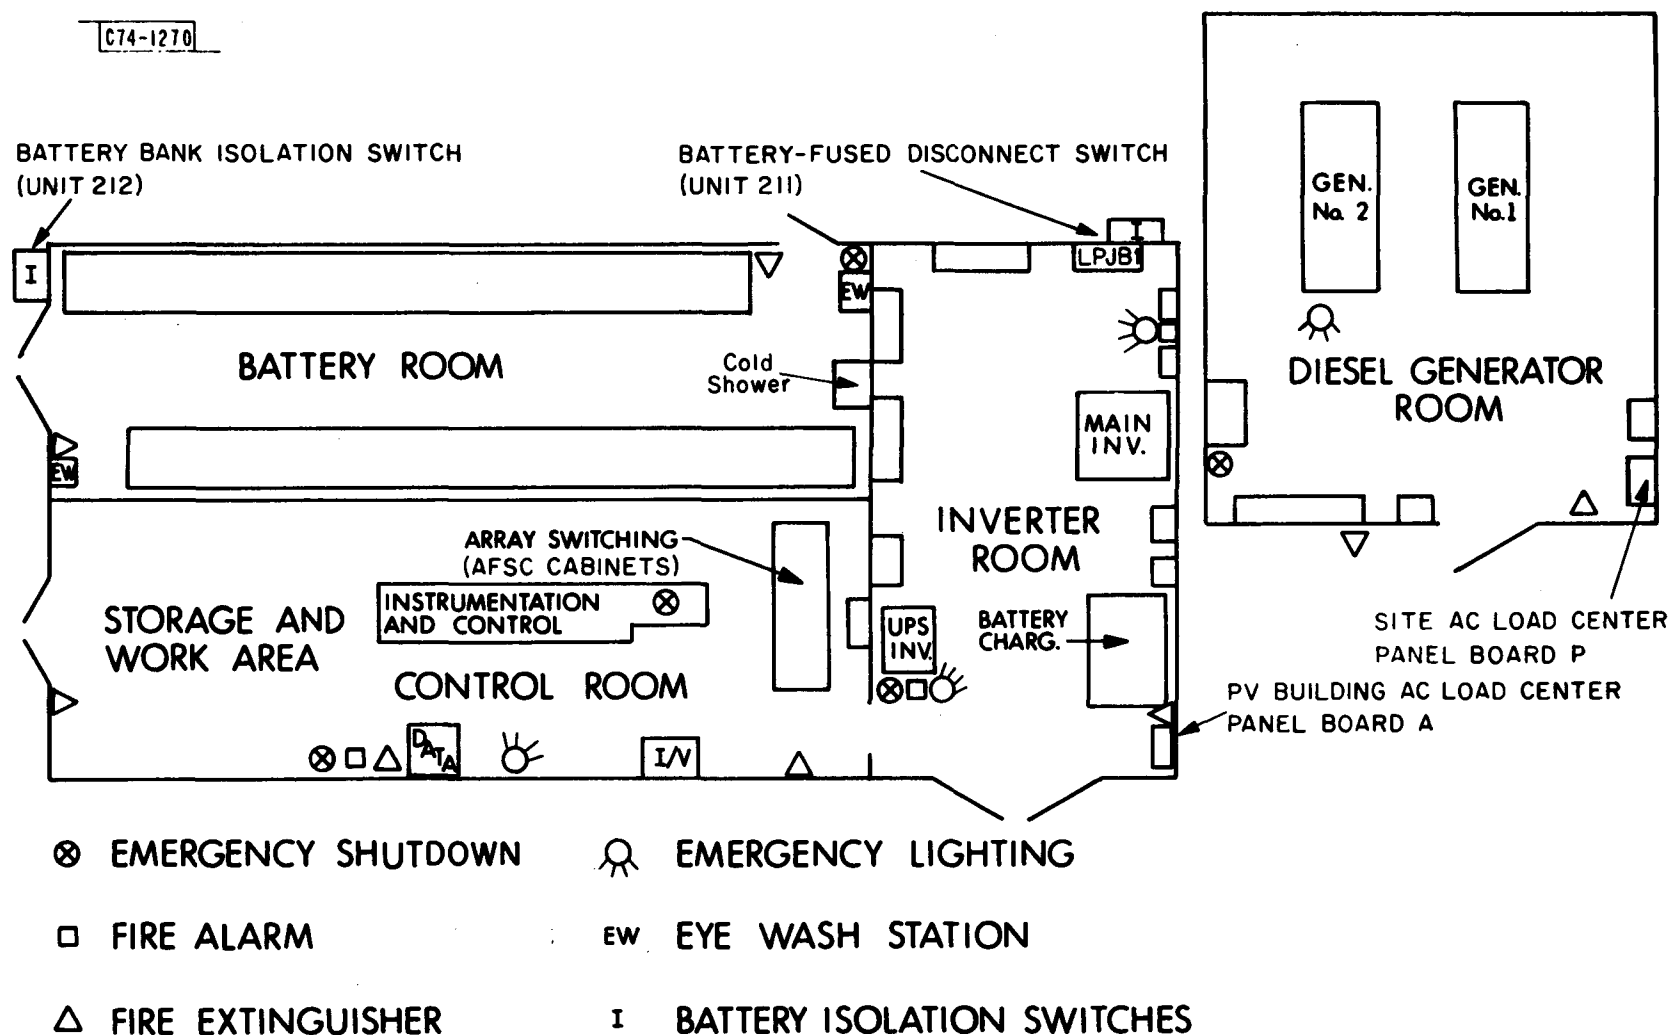 C74-1270
BATTERY BANK ISOLATION SWITCH
(UNIT 212)
BATTERY-FUSED DISCONNECT SWITCH
(UNIT 211)
GEN.
No. 2
GEN.
No. 1
I
I
LPJB1
EW
BATTERY ROOM
Cold
Shower
DIESEL GENERATOR
ROOM
MAIN
INV.
EW
INVERTER
ROOM
ARRAY SWITCHING
(AFSC CABINETS)
INSTRUMENTATION
AND CONTROL
STORAGE AND
WORK AREA
UPS
INV.
BATTERY
CHARG.
SITE AC LOAD CENTER
PANEL BOARD P
CONTROL ROOM
PV BUILDING AC LOAD CENTER
PANEL BOARD A
DATA
I/V
EMERGENCY SHUTDOWN
EMERGENCY LIGHTING
FIRE ALARM
EW EYE WASH STATION
FIRE EXTINGUISHER
I BATTERY ISOLATION SWITCHES